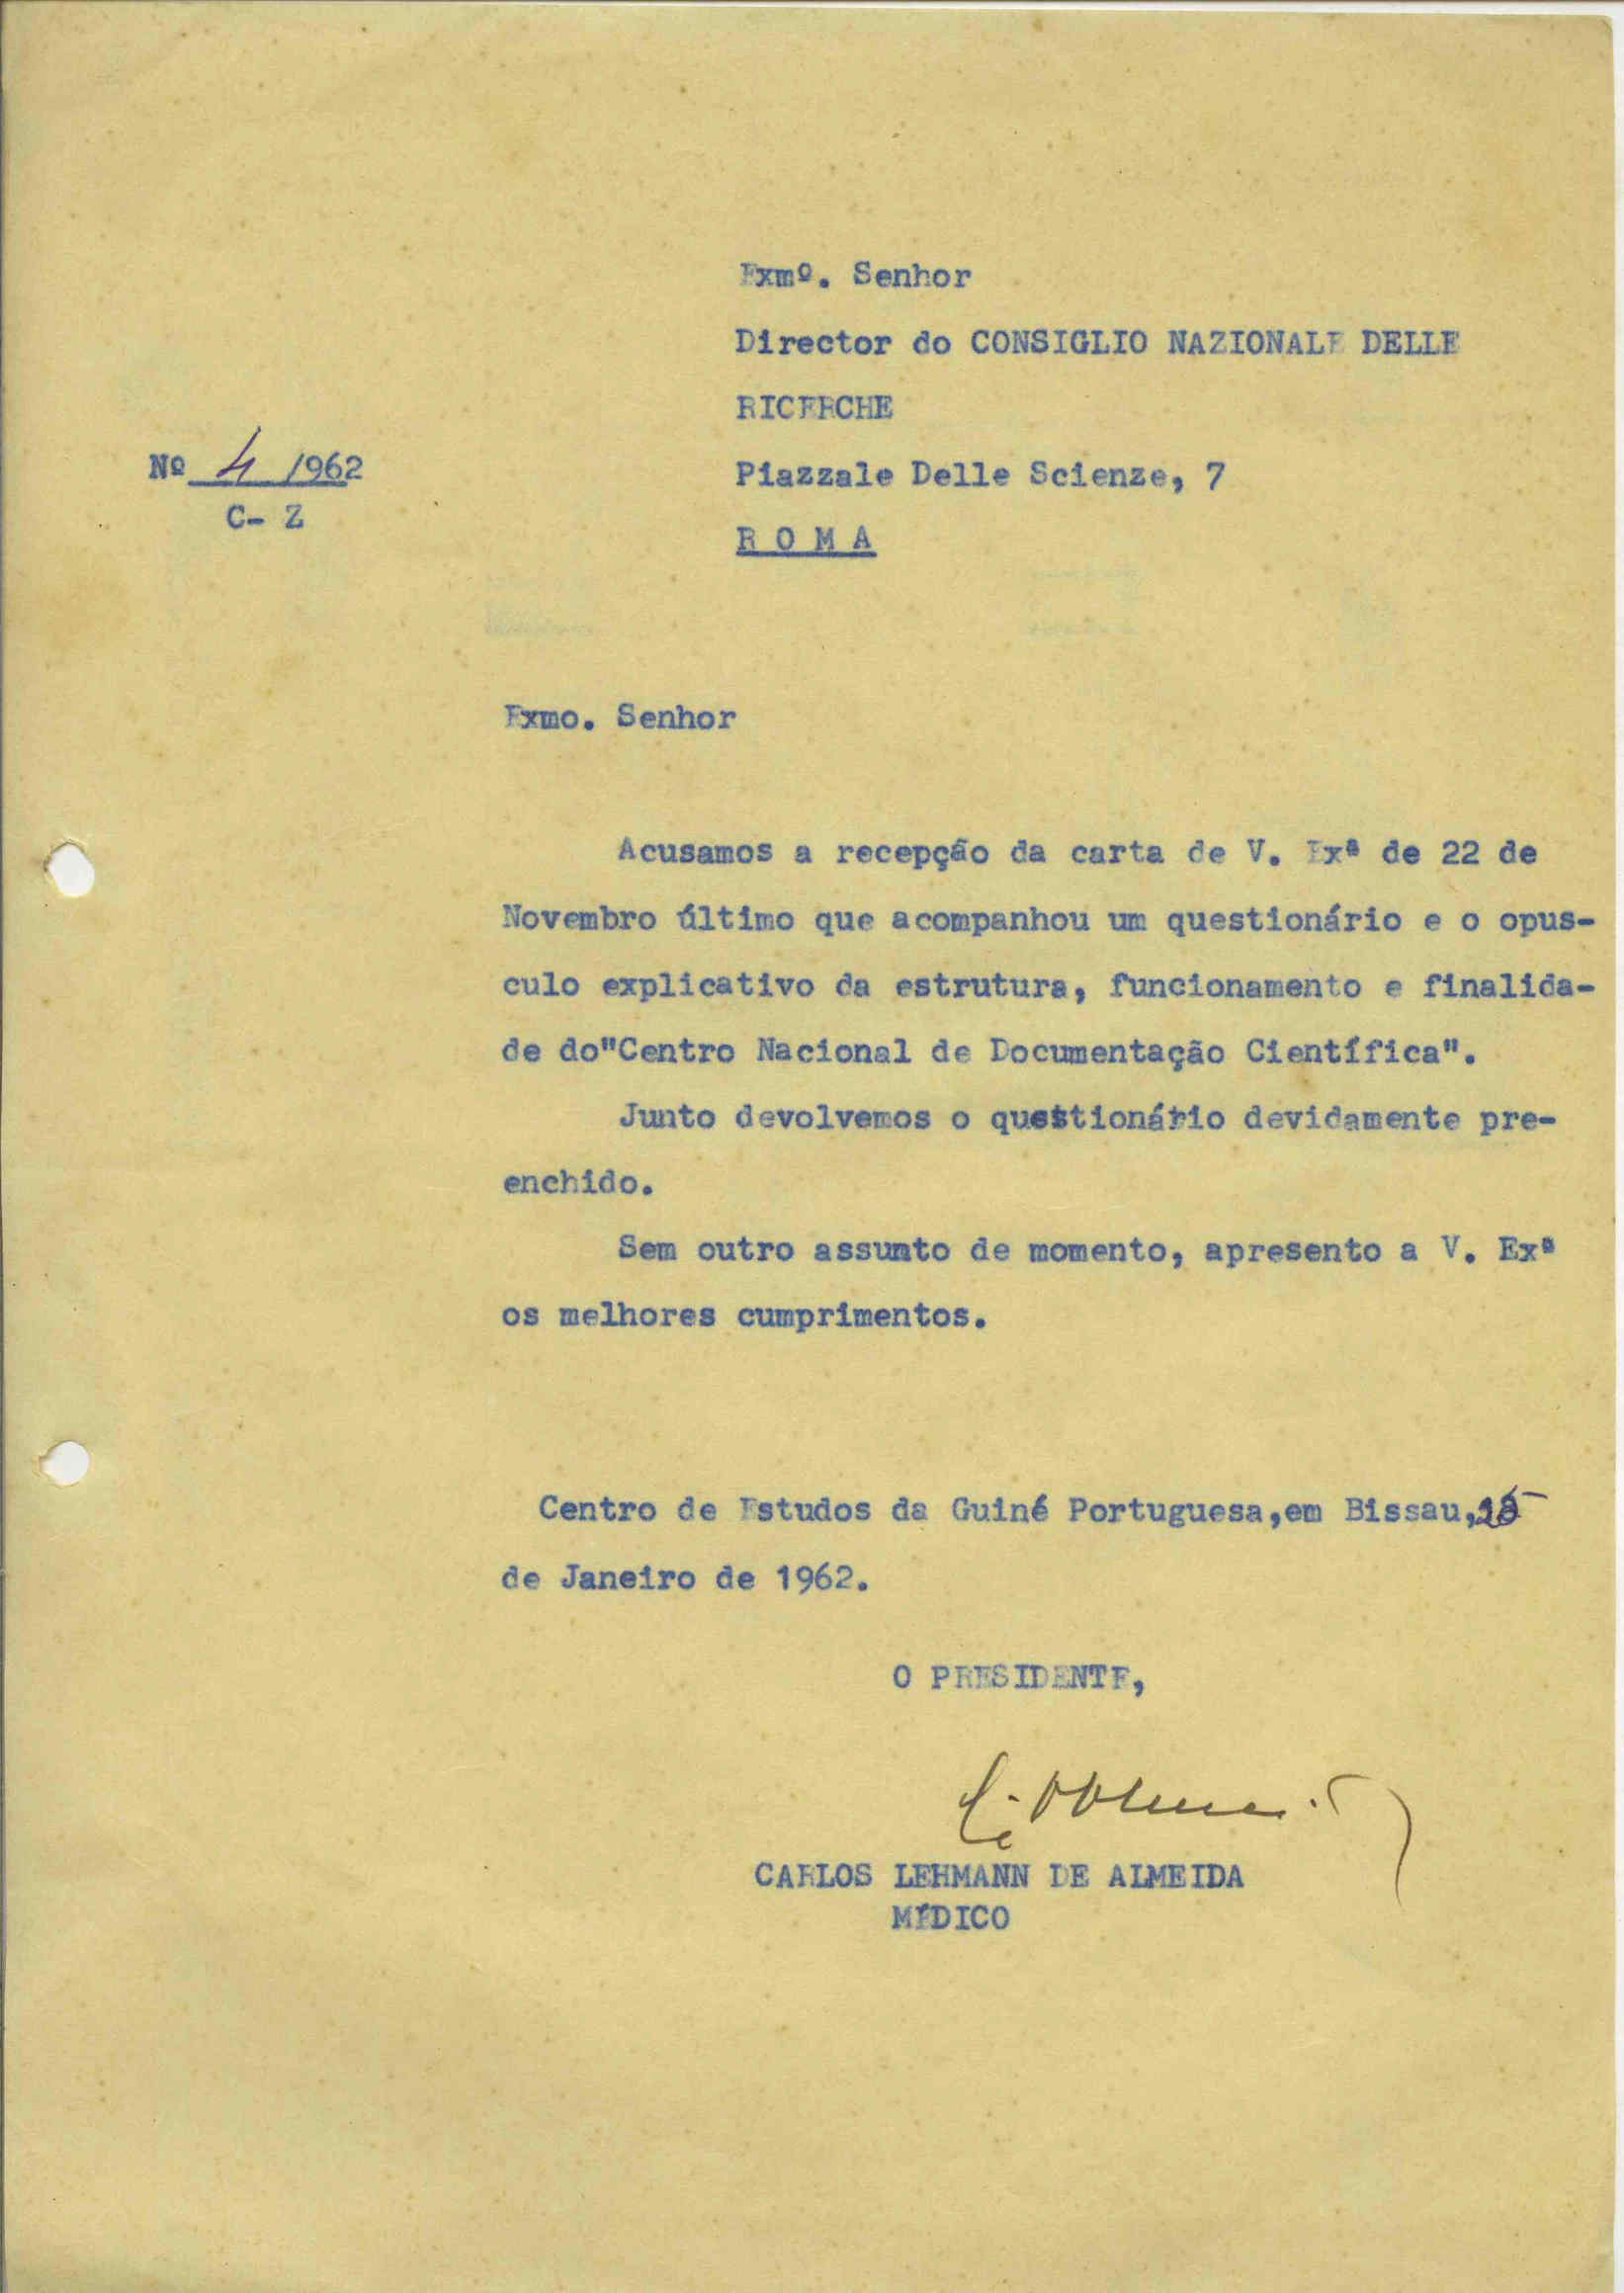 Exmº. Senhor
Director do CONSIGLIO NAZIONALE DELLE
RICERCHE
Nº 4 /962
C- Z
Piazzale Delle Scienze, 7
R O M A
Exmo. Senhor
Acusamos a recepção da carta de V. Exª de 22 de
Novembro último que acompanhou um questionário e o opus-
culo explicativo da estrutura, funcionamento e finalida-
de do"Centro Nacional de Documentação Científica".
Junto devolvemos o questionário devidamente pre-
enchido.
Sem outro assunto de momento, apresento a V. Exª
os melhores cumprimentos.
Centro de Estudos da Guiné Portuguesa,em Bissau,
de Janeiro de 1962.
O PRESIDENTE,
CARLOS LEHMANN DE ALMEIDA
MÉDICO